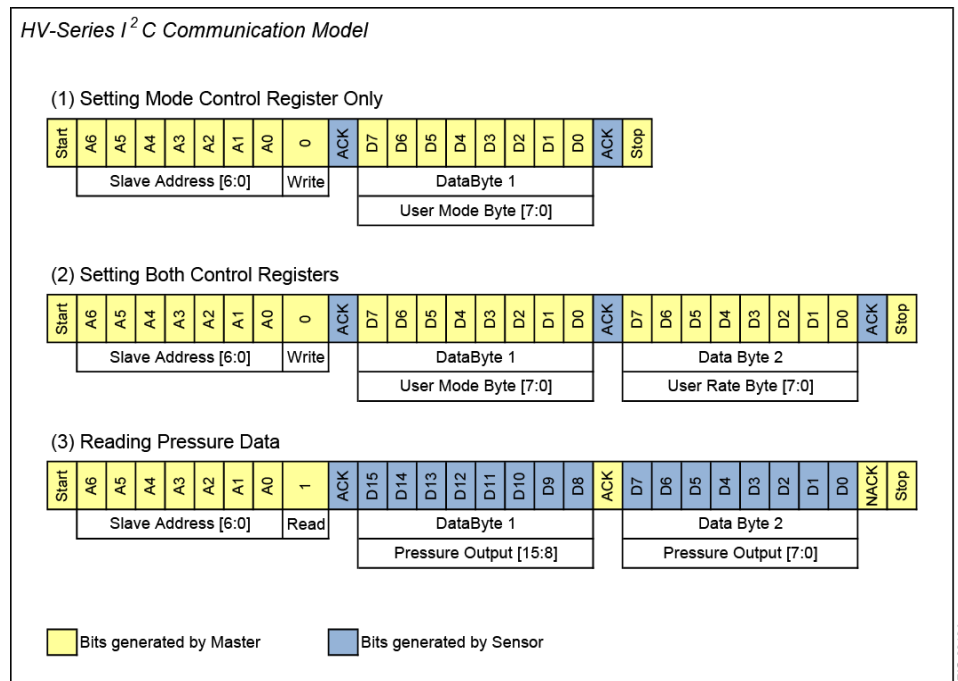 HV-Series I 2 C Communication Model
(1) Setting Mode Control Register Only
Start A6 A5 A4 A3 A2 A1 A0 0 ACK D7 D6 D5 D4 D3 D2 D1 D0 ACK Stop
Slave Address [6:0] Write DataByte 1
User Mode Byte [7:0]
(2) Setting Both Control Registers
Start A6 A5 A4 A3 A2 A1 A0 0 ACK D7 D6 D5 D4 D3 D2 D1 D0 ACK D7 D6 D5 D4 D3 D2 D1 D0 ACK Stop
Slave Address [6:0] Write DataByte 1 Data Byte 2
User Mode Byte [7:0] User Rate Byte [7:0]
(3) Reading Pressure Data
Start A6 A5 A4 A3 A2 A1 A0 1 ACK D15 D14 D13 D12 D11 D10 D9 D8 ACK D7 D6 D5 D4 D3 D2 D1 D0 NACK Stop
Slave Address [6:0] Read DataByte 1 Data Byte 2
Pressure Output [15:8] Pressure Output [7:0]
Bits generated by Master Bits generated by Sensor